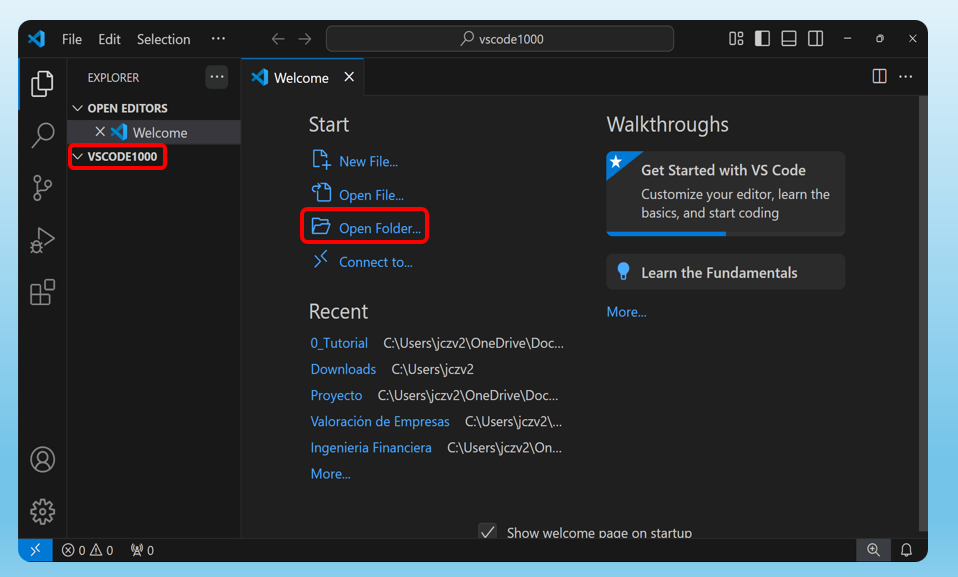 File Edit Selection ··· vscode1000
EXPLORER ···
Welcome
···
OPEN EDITORS
Welcome
VSCODE1000
Start
New File...
Open File...
Open Folder...
Connect to...
Recent
0_Tutorial C:\Users\jczv2\OneDrive\Doc...
Downloads C:\Users\jczv2
Proyecto C:\Users\jczv2\OneDrive\Doc...
Valoración de Empresas C:\Users\jczv2\...
Ingenieria Financiera C:\Users\jczv2\On...
More...
Walkthroughs
Get Started with VS Code
Customize your editor, learn the
basics, and start coding
Learn the Fundamentals
More...
Show welcome page on startup
0 0 0